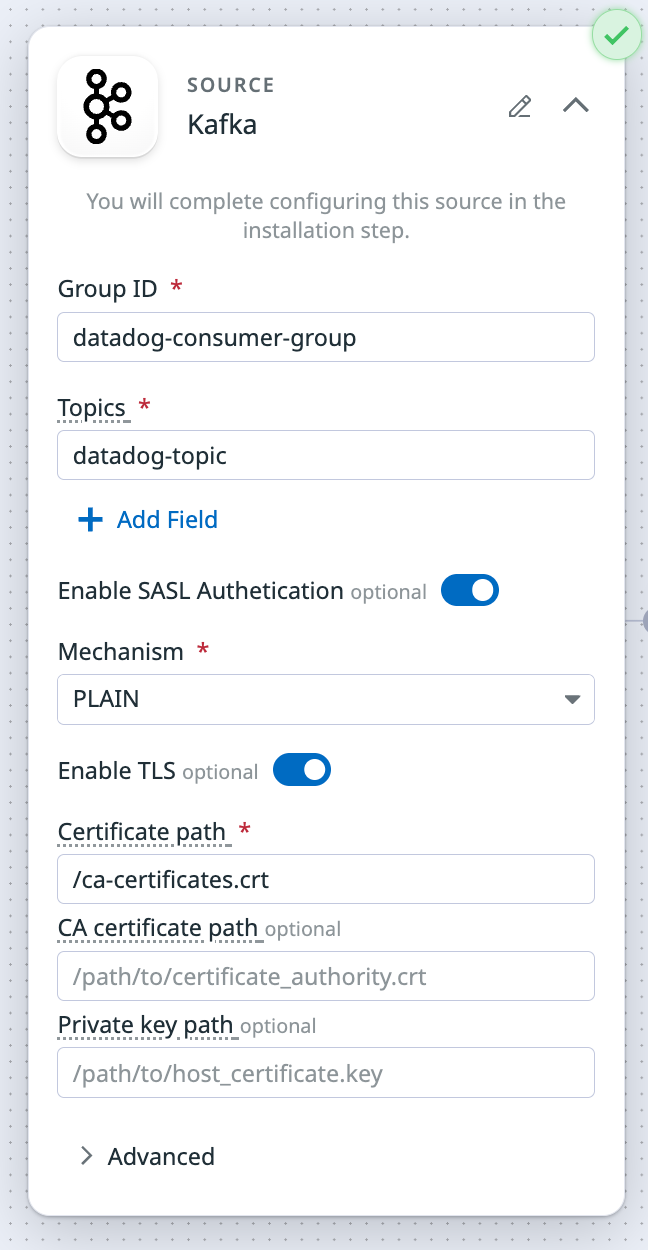 SOURCE
Kafka
You will complete configuring this source in the
installation step.
Group ID *
datadog-consumer-group
Topics *
datadog-topic
Add Field
Enable SASL Authetication optional
Mechanism *
PLAIN
Enable TLS optional
Certificate path *
/ca-certificates.crt
CA certificate path optional
/path/to/certificate_authority.crt
Private key path optional
/path/to/host_certificate.key
Advanced